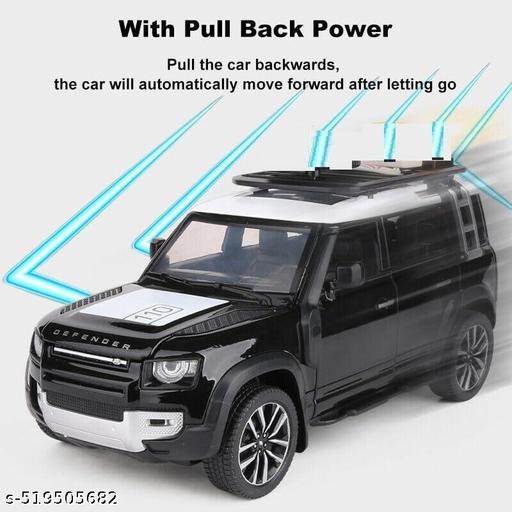 With Pull Back Power
Pull the car backwards,
the car will automatically move forward after letting go
110
DEFENDER
s-519505682